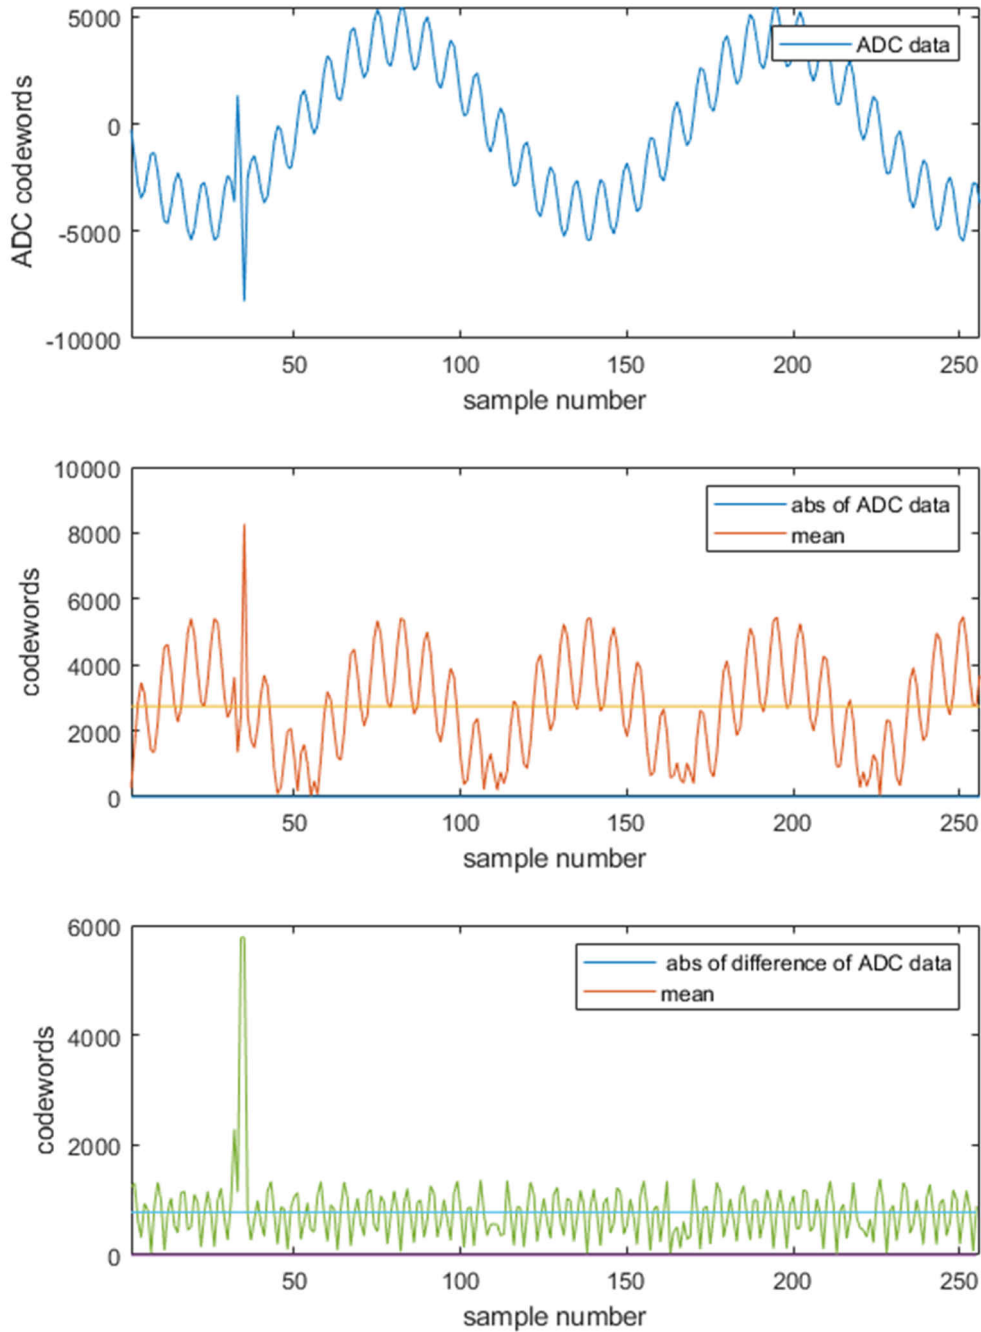 5000
0
-5000
-10000
ADC codewords
ADC data
50
100
150
200
250
sample number
10000
8000
6000
4000
2000
0
codewords
abs of ADC data
mean
50
100
150
200
250
sample number
6000
4000
2000
0
codewords
abs of difference of ADC data
mean
50
100
150
200
250
sample number